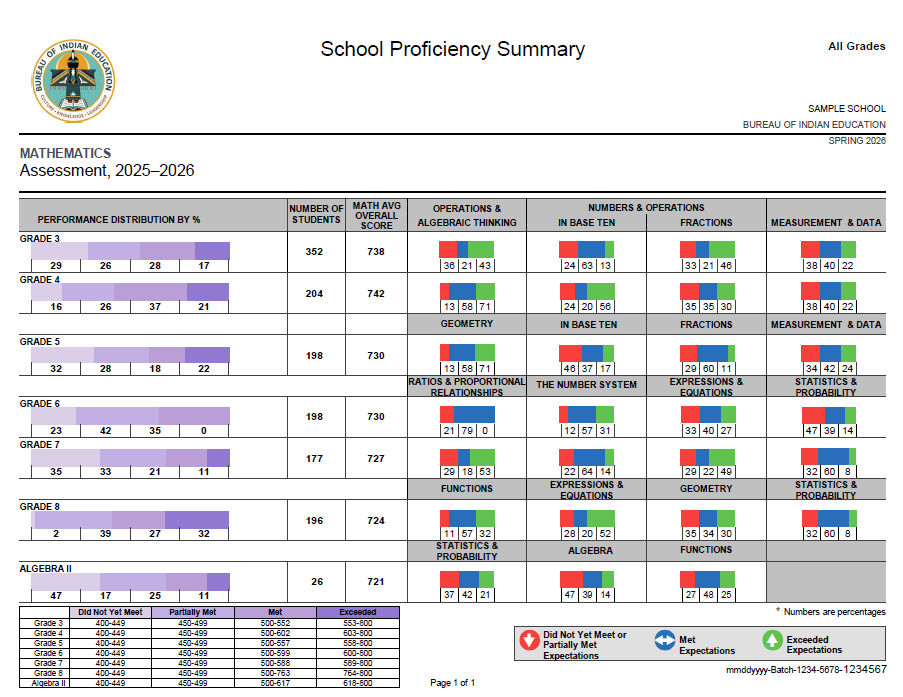 School Proficiency Summary
All Grades
BUREAU OF INDIAN EDUCATION
CULTURE • KNOWLEDGE • LEADERSHIP
SAMPLE SCHOOL
BUREAU OF INDIAN EDUCATION
SPRING 2026
MATHEMATICS
Assessment, 2025–2026
PERFORMANCE DISTRIBUTION BY %
NUMBER OF STUDENTS
MATH AVG OVERALL SCORE
OPERATIONS & ALGEBRAIC THINKING
NUMBERS & OPERATIONS
IN BASE TEN
FRACTIONS
MEASUREMENT & DATA
GRADE 3
29 26 28 17 352 738 36 21 43 24 63 13 33 21 46 38 40 22
GRADE 4
16 26 37 21 204 742 13 58 71 24 20 56 35 35 30 38 40 22
GEOMETRY IN BASE TEN FRACTIONS MEASUREMENT & DATA
GRADE 5
32 28 18 22 198 730 13 58 71 46 37 17 29 60 11 34 42 24
RATIOS & PROPORTIONAL RELATIONSHIPS
THE NUMBER SYSTEM
EXPRESSIONS & EQUATIONS
STATISTICS & PROBABILITY
GRADE 6
23 42 35 0 198 730 21 79 0 12 57 31 33 40 27 47 39 14
GRADE 7
35 33 21 11 177 727 29 18 53 22 64 14 29 22 49 32 60 8
FUNCTIONS
EXPRESSIONS & EQUATIONS
GEOMETRY
STATISTICS & PROBABILITY
GRADE 8
2 39 27 32 196 724 11 57 32 28 20 52 35 34 30 32 60 8
STATISTICS & PROBABILITY
ALGEBRA
FUNCTIONS
ALGEBRA II
47 17 25 11 26 721 37 42 21 47 39 14 27 48 25
Did Not Yet Meet Partially Met Met Exceeded
Grade 3 400-449 450-499 500-552 553-800
Grade 4 400-449 450-499 500-602 603-800
Grade 5 400-449 450-499 500-557 558-800
Grade 6 400-449 450-499 500-599 600-800
Grade 7 400-449 450-499 500-588 589-800
Grade 8 400-449 450-499 500-763 764-800
Algebra II 400-449 450-499 500-617 618-800
* Numbers are percentages
Did Not Yet Meet or Partially Met Expectations
Met Expectations
Exceeded Expectations
mmddyyyy-Batch-1234-5678-1234567
Page 1 of 1